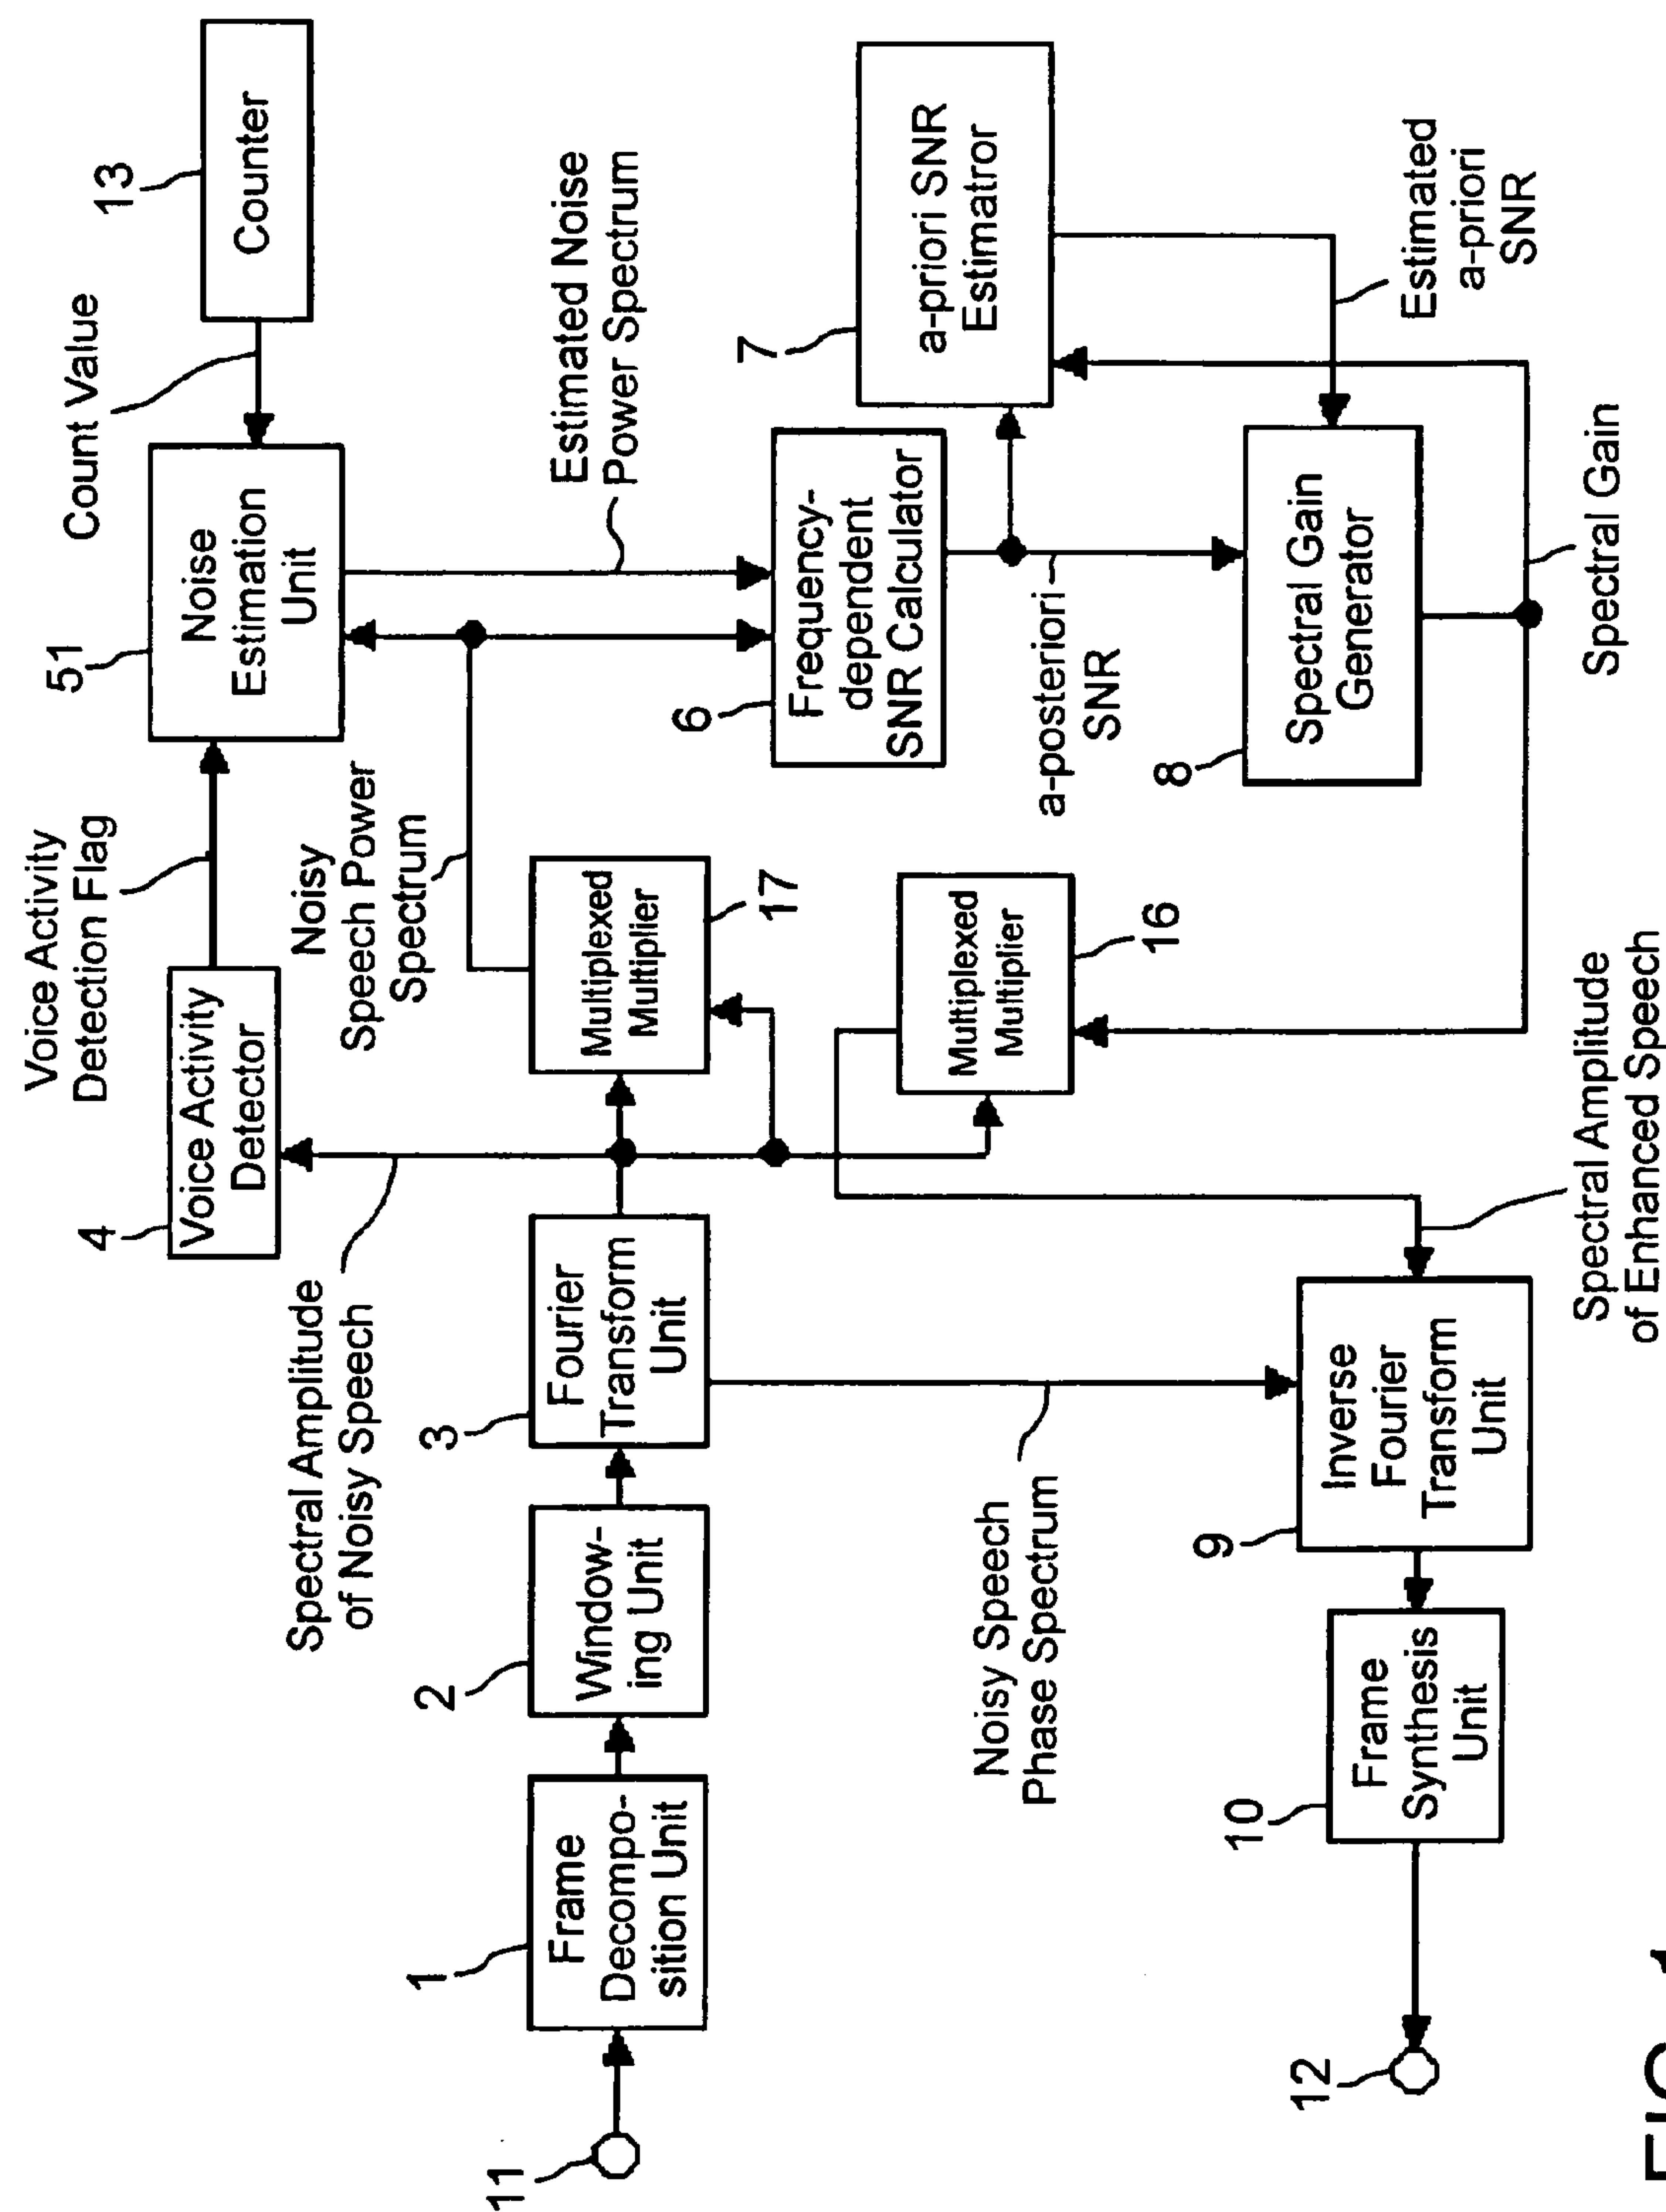 Voice Activity
Detection Flag
Count Value
13
Counter
4
Voice Activity
Detector
51
Noise
Estimation
Unit
Spectral Amplitude
of Noisy Speech
Noisy
Speech Power
Spectrum
Estimated Noise
Power Spectrum
11
1
Frame
Decompo-
sition Unit
2
Window-
ing Unit
3
Fourier
Transform
Unit
Multiplexed
Multiplier
17
6
Frequency-
dependent
SNR Calculator
7
a-priori SNR
Estimatror
Multiplexed
Multiplier
16
a-posteriori
SNR
Noisy Speech
Phase Spectrum
8
Spectral Gain
Generator
Estimated
a-priori
SNR
12
10
Frame
Synthesis
Unit
9
Inverse
Fourier
Transform
Unit
Spectral Amplitude
of Enhanced Speech
Spectral Gain
FIG. 1